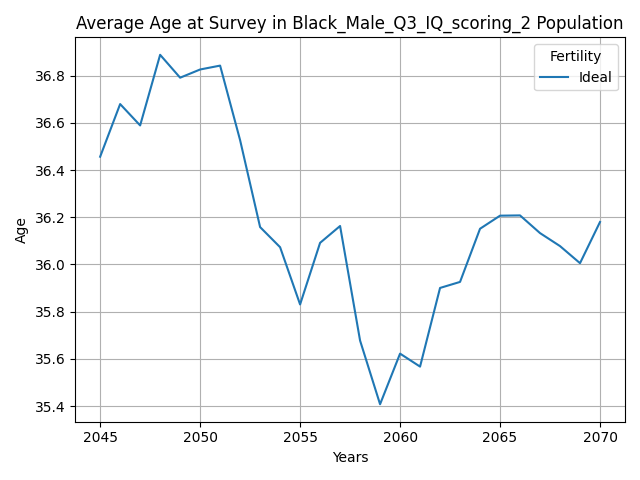 Average Age at Survey in Black_Male_Q3_IQ_scoring_2 Population
Fertility
Ideal
36.8
36.6
36.4
36.2
36.0
35.8
35.6
35.4
Age
2045
2050
2055
2060
2065
2070
Years